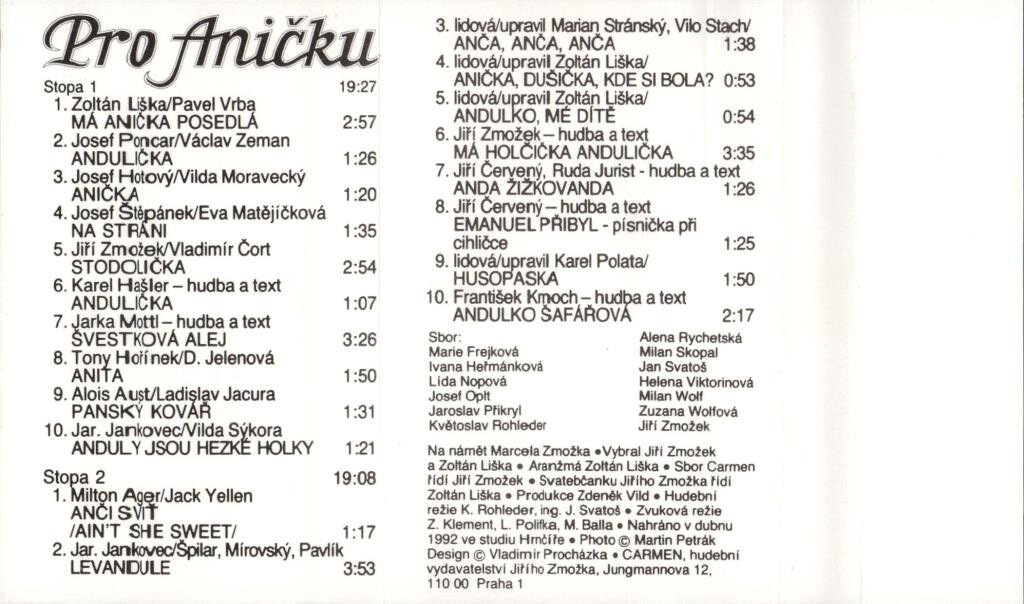 Pro Aničku
Stopa 1 19:27
1. Zoltán Liška/Pavel Vrba
MÁ ANIČKA POSEDLÁ 2:57
2. Josef Poncar/Václav Zeman
ANDULIČKA 1:26
3. Josef Hotový/Vilda Moravecký
ANIČKA 1:20
4. Josef Štěpánek/Eva Matějíčková
NA STRÁNI 1:35
5. Jiří Zmožek/Vladimír Čort
STODOLIČKA 2:54
6. Karel Hašler – hudba a text
ANDULIČKA 1:07
7. Jarka Mottl – hudba a text
ŠVESTKOVÁ ALEJ 3:26
8. Tony Hořínek/D. Jelenová
ANITA 1:50
9. Alois Aust/Ladislav Jacura
PANSKÝ KOVÁŘ 1:31
10. Jar. Jankovec/Vilda Sýkora
ANDULY JSOU HEZKÉ HOLKY 1:21
Stopa 2 19:08
1. Milton Ager/Jack Yellen
ANČI SVIŤ
/AIN'T SHE SWEET/ 1:17
2. Jar. Jankovec/Špilar, Mírovský, Pavlík
LEVANDULE 3:53
3. lidová/upravil Marian Stránský, Vilo Stach/
ANČA, ANČA, ANČA 1:38
4. lidová/upravil Zoltán Liška/
ANIČKA, DUŠIČKA, KDE SI BOLA? 0:53
5. lidová/upravil Zoltán Liška/
ANDULKO, MÉ DÍTĚ 0:54
6. Jiří Zmožek – hudba a text
MÁ HOLČIČKA ANDULIČKA 3:35
7. Jiří Červený, Ruda Jurist - hudba a text
ANDA ŽIŽKOVANDA 1:26
8. Jiří Červený – hudba a text
EMANUEL PŘIBYL - písnička při
cihličce 1:25
9. lidová/upravil Karel Polata/
HUSOPASKA 1:50
10. František Kmoch – hudba a text
ANDULKO ŠAFÁŘOVÁ 2:17
Sbor: Alena Rychetská
Marie Frejková Milan Skopal
Ivana Heřmánková Jan Svatoš
Lída Nopová Helena Viktorinová
Josef Oplt Milan Wolf
Jaroslav Přikryl Zuzana Wolfová
Květoslav Rohleder Jiří Zmožek
Na námět Marcela Zmožka • Vybral Jiří Zmožek
a Zoltán Liška • Aranžmá Zoltán Liška • Sbor Carmen
řídí Jiří Zmožek • Svatebčanku Jiřího Zmožka řídí
Zoltán Liška • Produkce Zdeněk Vild • Hudební
režie K. Rohleder, ing. J. Svatoš • Zvuková režie
Z. Klement, L. Polifka, M. Balla • Nahráno v dubnu
1992 ve studiu Hrnčíře • Photo © Martin Petrák
Design © Vladimír Procházka • CARMEN, hudební
vydavatelství Jiřího Zmožka, Jungmannova 12,
110 00 Praha 1